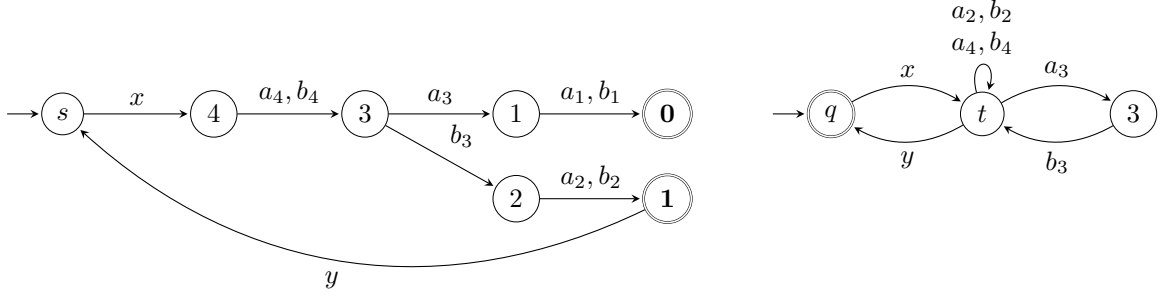 a₂, b₂
a₄, b₄
s x 4 a₄, b₄ 3 a₃ 1 a₁, b₁ 0
b₃ 2 a₂, b₂ 1
y
q x t a₃ 3
y b₃